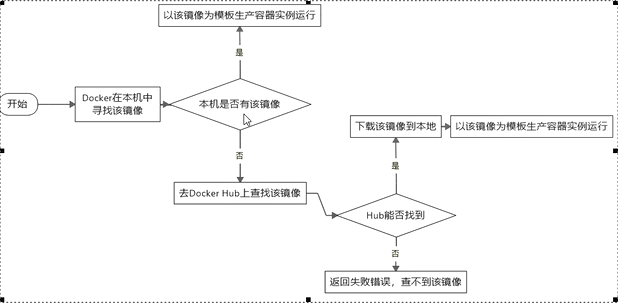 以该镜像为模板生产容器实例运行
是
开始
Docker在本机中
寻找该镜像
本机是否有该镜像
否
下载该镜像到本地
以该镜像为模板生产容器实例运行
是
去Docker Hub上查找该镜像
Hub能否找到
否
返回失败错误，查不到该镜像